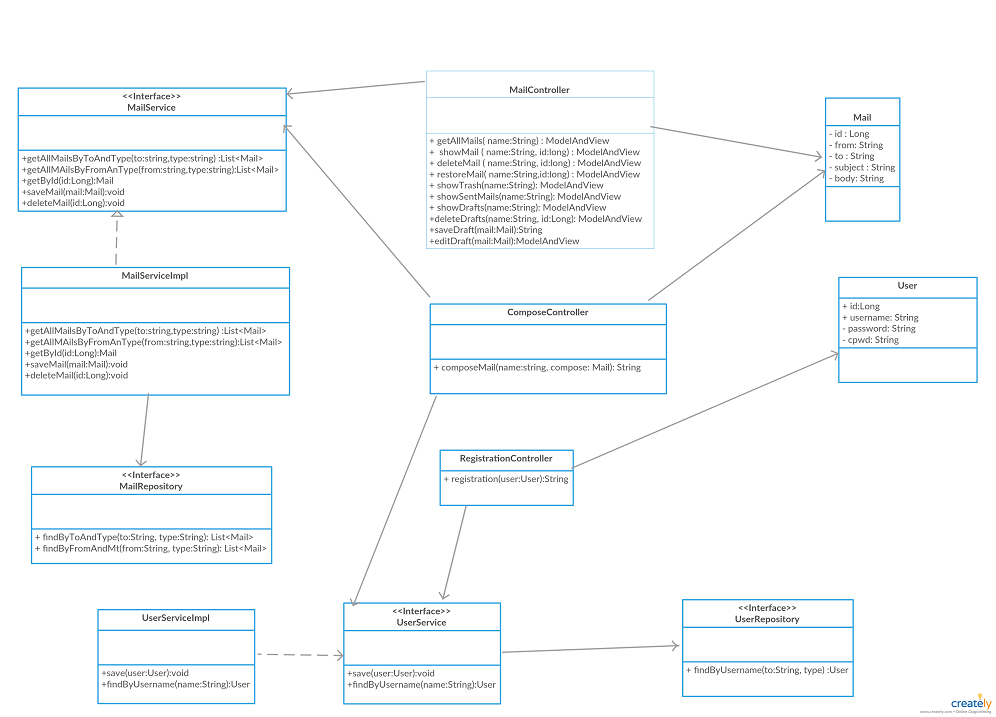 <<Interface>>
MailService
+getAllMailsByToAndType(to:string,type:string) :List<Mail>
+getAllMAilsByFromAnType(from:string,type:string):List<Mail>
+getById(id:Long):Mail
+saveMail(mail:Mail):void
+deleteMail(id:Long):void
MailController
+ getAllMails( name:String) : ModelAndView
+ showMail ( name:String, id:long) : ModelAndView
+ deleteMail ( name:String, id:long) : ModelAndView
+ restoreMail( name:String,id:long) : ModelAndView
+ showTrash(name:String): ModelAndView
+ showSentMails(name:String): ModelAndView
+ showDrafts(name:String): ModelAndView
+deleteDrafts(name:String, id:Long): ModelAndView
+saveDraft(mail:Mail):String
+editDraft(mail:Mail):ModelAndView
Mail
- id : Long
- from: String
- to : String
- subject : String
- body: String
MailServiceImpl
+getAllMailsByToAndType(to:string,type:string) :List<Mail>
+getAllMAilsByFromAnType(from:string,type:string):List<Mail>
+getById(id:Long):Mail
+saveMail(mail:Mail):void
+deleteMail(id:Long):void
ComposeController
+ composeMail(name:string, compose: Mail): String
User
+ id:Long
+ username: String
- password: String
- cpwd: String
<<Interface>>
MailRepository
+ findByToAndType(to:String, type:String): List<Mail>
+ findByFromAndMt(from:String, type:String): List<Mail>
RegistrationController
+ registration(user:User):String
UserServiceImpl
+save(user:User):void
+findByUsername(name:String):User
<<Interface>>
UserService
+save(user:User):void
+findByUsername(name:String):User
<<Interface>>
UserRepository
+ findByUsername(to:String, type) :User
creately
www.creately.com • Online Diagramming